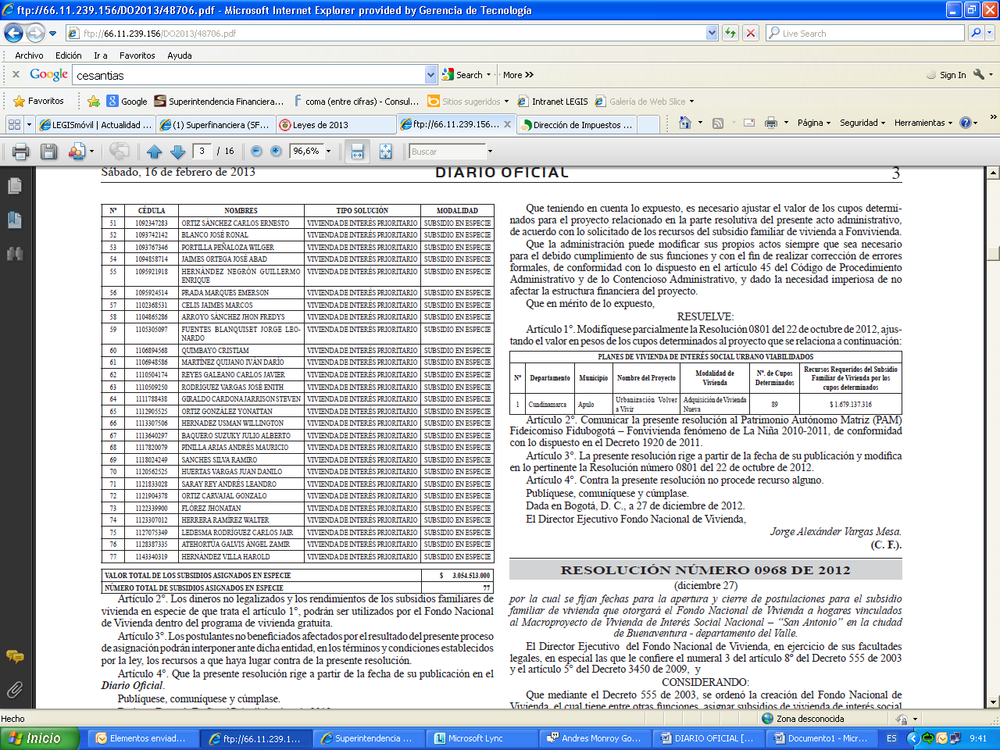 ftp://66.11.239.156/DO2013/48706.pdf - Microsoft Internet Explorer provided by Gerencia de Tecnología
ftp://66.11.239.156/DO2013/48706.pdf
Live Search
Archivo Edición Ir a Favoritos Ayuda
Google cesantias Search More Sign In
Favoritos Google Superintendencia Financiera... coma (entre cifras) - Consul... Sitios sugeridos Intranet LEGIS Galería de Web Slice
LEGISmóvil | Actualidad ... (1) Superfinanciera (SF... Leyes de 2013 ftp://66.11.239.156... Dirección de Impuestos ... Página Seguridad Herramientas
3 / 16 96,6% Buscar
Sábado, 16 de febrero de 2013 DIARIO OFICIAL 3
Nº CÉDULA NOMBRES TIPO SOLUCIÓN MODALIDAD
51 1092347283 ORTIZ SÁNCHEZ CARLOS ERNESTO VIVIENDA DE INTERÉS PRIORITARIO SUBSIDIO EN ESPECIE
52 1093742142 BLANCO JOSÉ RONAL VIVIENDA DE INTERÉS PRIORITARIO SUBSIDIO EN ESPECIE
53 1093767346 PORTILLA PEÑALOZA WILGER VIVIENDA DE INTERÉS PRIORITARIO SUBSIDIO EN ESPECIE
54 1094858714 JAIMES ORTEGA JOSÉ ABAD VIVIENDA DE INTERÉS PRIORITARIO SUBSIDIO EN ESPECIE
55 1095921918 HERNÁNDEZ NEGRÓN GUILLERMO VIVIENDA DE INTERÉS PRIORITARIO SUBSIDIO EN ESPECIE
ENRIQUE
56 1095924514 PRADA MARQUES EMERSON VIVIENDA DE INTERÉS PRIORITARIO SUBSIDIO EN ESPECIE
57 1102368531 CELIS JAIMES MARCOS VIVIENDA DE INTERÉS PRIORITARIO SUBSIDIO EN ESPECIE
58 1104865286 ARROYO SÁNCHEZ JHON FREDYS VIVIENDA DE INTERÉS PRIORITARIO SUBSIDIO EN ESPECIE
59 1105305097 FUENTES BLANQUISET JORGE LEO- VIVIENDA DE INTERÉS PRIORITARIO SUBSIDIO EN ESPECIE
NARDO
60 1106894568 QUIMBAYO CRISTIAM VIVIENDA DE INTERÉS PRIORITARIO SUBSIDIO EN ESPECIE
61 1106948586 MARTÍNEZ QUIJANO IVÁN DARÍO VIVIENDA DE INTERÉS PRIORITARIO SUBSIDIO EN ESPECIE
62 1110504174 REYES GALEANO CARLOS JAVIER VIVIENDA DE INTERÉS PRIORITARIO SUBSIDIO EN ESPECIE
63 1110509250 RODRÍGUEZ VARGAS JOSÉ ENITH VIVIENDA DE INTERÉS PRIORITARIO SUBSIDIO EN ESPECIE
64 1111788438 GIRALDO CARDONA JARRISON STEVEN VIVIENDA DE INTERÉS PRIORITARIO SUBSIDIO EN ESPECIE
65 1112905525 ORTIZ GONZÁLEZ YONATTAN VIVIENDA DE INTERÉS PRIORITARIO SUBSIDIO EN ESPECIE
66 1113307506 HERNADEZ USMAN WILLINGTON VIVIENDA DE INTERÉS PRIORITARIO SUBSIDIO EN ESPECIE
67 1113640297 BAQUERO SUZUKY JULIO ALBERTO VIVIENDA DE INTERÉS PRIORITARIO SUBSIDIO EN ESPECIE
68 1117820079 PINILLA ARIAS ANDRÉS MAURICIO VIVIENDA DE INTERÉS PRIORITARIO SUBSIDIO EN ESPECIE
69 1118024249 SANCHES SILVA RAMIRO VIVIENDA DE INTERÉS PRIORITARIO SUBSIDIO EN ESPECIE
70 1120562525 HUERTAS VARGAS JUAN DANILO VIVIENDA DE INTERÉS PRIORITARIO SUBSIDIO EN ESPECIE
71 1121833028 SARAY REY ANDRÉS LEANDRO VIVIENDA DE INTERÉS PRIORITARIO SUBSIDIO EN ESPECIE
72 1121904378 ORTIZ CARVAJAL GONZALO VIVIENDA DE INTERÉS PRIORITARIO SUBSIDIO EN ESPECIE
73 1122339900 FLÓREZ JHONATAN VIVIENDA DE INTERÉS PRIORITARIO SUBSIDIO EN ESPECIE
74 1123307012 HERRERA RAMÍREZ WALTER VIVIENDA DE INTERÉS PRIORITARIO SUBSIDIO EN ESPECIE
75 1127075349 LEDESMA RODRÍGUEZ CARLOS JAIR VIVIENDA DE INTERÉS PRIORITARIO SUBSIDIO EN ESPECIE
76 1128387335 ATEHORTÚA GALVIS ÁNGEL ZAMIR VIVIENDA DE INTERÉS PRIORITARIO SUBSIDIO EN ESPECIE
77 1143340319 HERNÁNDEZ VILLA HAROLD VIVIENDA DE INTERÉS PRIORITARIO SUBSIDIO EN ESPECIE
VALOR TOTAL DE LOS SUBSIDIOS ASIGNADOS EN ESPECIE $ 3.054.513.000
NÚMERO TOTAL DE SUBSIDIOS ASIGNADOS EN ESPECIE 77
Artículo 2°. Los dineros no legalizados y los rendimientos de los subsidios familiares de
vivienda en especie de que trata el artículo 1°, podrán ser utilizados por el Fondo Nacional
de Vivienda dentro del programa de vivienda gratuita.
Artículo 3°. Los postulantes no beneficiados afectados por el resultado del presente proceso
de asignación podrán interponer ante dicha entidad, en los términos y condiciones establecidos
por la ley, los recursos a que haya lugar contra de la presente resolución.
Artículo 4°. Que la presente resolución rige a partir de la fecha de su publicación en el
Diario Oficial.
Publíquese, comuníquese y cúmplase.
Que teniendo en cuenta lo expuesto, es necesario ajustar el valor de los cupos determi-
nados para el proyecto relacionado en la parte resolutiva del presente acto administrativo,
de acuerdo con lo solicitado de los recursos del subsidio familiar de vivienda a Fonvivienda.
Que la administración puede modificar sus propios actos siempre que sea necesario
para el debido cumplimiento de sus funciones y con el fin de realizar corrección de errores
formales, de conformidad con lo dispuesto en el artículo 45 del Código de Procedimiento
Administrativo y de lo Contencioso Administrativo, y dado la necesidad imperiosa de no
afectar la estructura financiera del proyecto.
Que en mérito de lo expuesto,
RESUELVE:
Artículo 1°. Modifíquese parcialmente la Resolución 0801 del 22 de octubre de 2012, ajus-
tando el valor en pesos de los cupos determinados al proyecto que se relaciona a continuación:
PLANES DE VIVIENDA DE INTERÉS SOCIAL URBANO VIABILIDADOS
Nº Departamento Municipio Nombre del Proyecto Modalidad de Vivienda Nº. de Cupos Determinados Recursos Requeridos del Subsidio Familiar de Vivienda por los cupos determinados
1 Cundinamarca Apulo Urbanización Volver a Vivir Adquisición de Vivienda Nueva 89 $ 1.679.137.316
Artículo 2°. Comunicar la presente resolución al Patrimonio Autónomo Matriz (PAM)
Fideicomiso Fidubogotá – Fonvivienda fenómeno de La Niña 2010-2011, de conformidad
con lo dispuesto en el Decreto 1920 de 2011.
Artículo 3°. La presente resolución rige a partir de la fecha de su publicación y modifica
en lo pertinente la Resolución número 0801 del 22 de octubre de 2012.
Artículo 4°. Contra la presente resolución no procede recurso alguno.
Publíquese, comuníquese y cúmplase.
Dada en Bogotá, D. C., a 27 de diciembre de 2012.
El Director Ejecutivo Fondo Nacional de Vivienda,
Jorge Alexánder Vargas Mesa.
(C. F.).
RESOLUCIÓN NÚMERO 0968 DE 2012
(diciembre 27)
por la cual se fijan fechas para la apertura y cierre de postulaciones para el subsidio
familiar de vivienda que otorgará el Fondo Nacional de Vivienda a hogares vinculados
al Macroproyecto de Vivienda de Interés Social Nacional – “San Antonio” en la ciudad
de Buenaventura - departamento del Valle.
El Director Ejecutivo del Fondo Nacional de Vivienda, en ejercicio de sus facultades
legales, en especial las que le confiere el numeral 3 del artículo 8° del Decreto 555 de 2003
y el artículo 5° del Decreto 3450 de 2009, y
CONSIDERANDO:
Que mediante el Decreto 555 de 2003, se ordenó la creación del Fondo Nacional de
Vivienda, el cual tiene entre otras funciones, asignar subsidios de vivienda de interés social
Hecho Zona desconocida
Inicio Elementos enviad... ftp://66.11.239.1... Superintendencia ... Microsoft Lync Andres Monroy Go... DIARIO OFICIAL [... Documento1 - Micr... ES 9:41